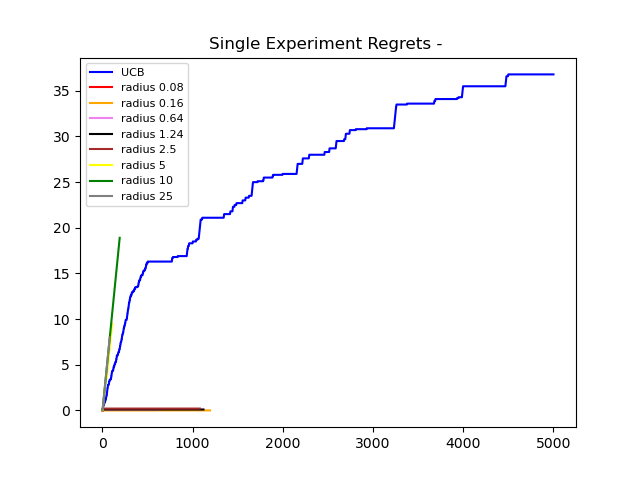 Single Experiment Regrets -
UCB
radius 0.08
radius 0.16
radius 0.64
radius 1.24
radius 2.5
radius 5
radius 10
radius 25
35
30
25
20
15
10
5
0
0 1000 2000 3000 4000 5000